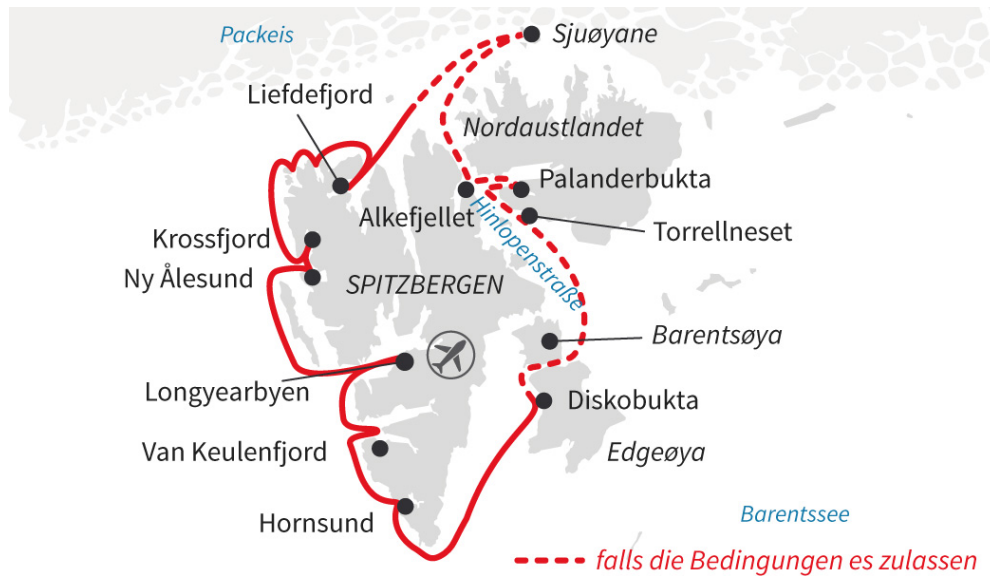 Packeis
Sjuøyane
Liefdefjord
Nordaustlandet
Palanderbukta
Alkefjellet
Hinlopenstraße
Torrellneset
Krossfjord
Ny Ålesund
SPITZBERGEN
Barentsøya
Longyearbyen
Diskobukta
Van Keulenfjord
Edgeøya
Hornsund
Barentssee
falls die Bedingungen es zulassen